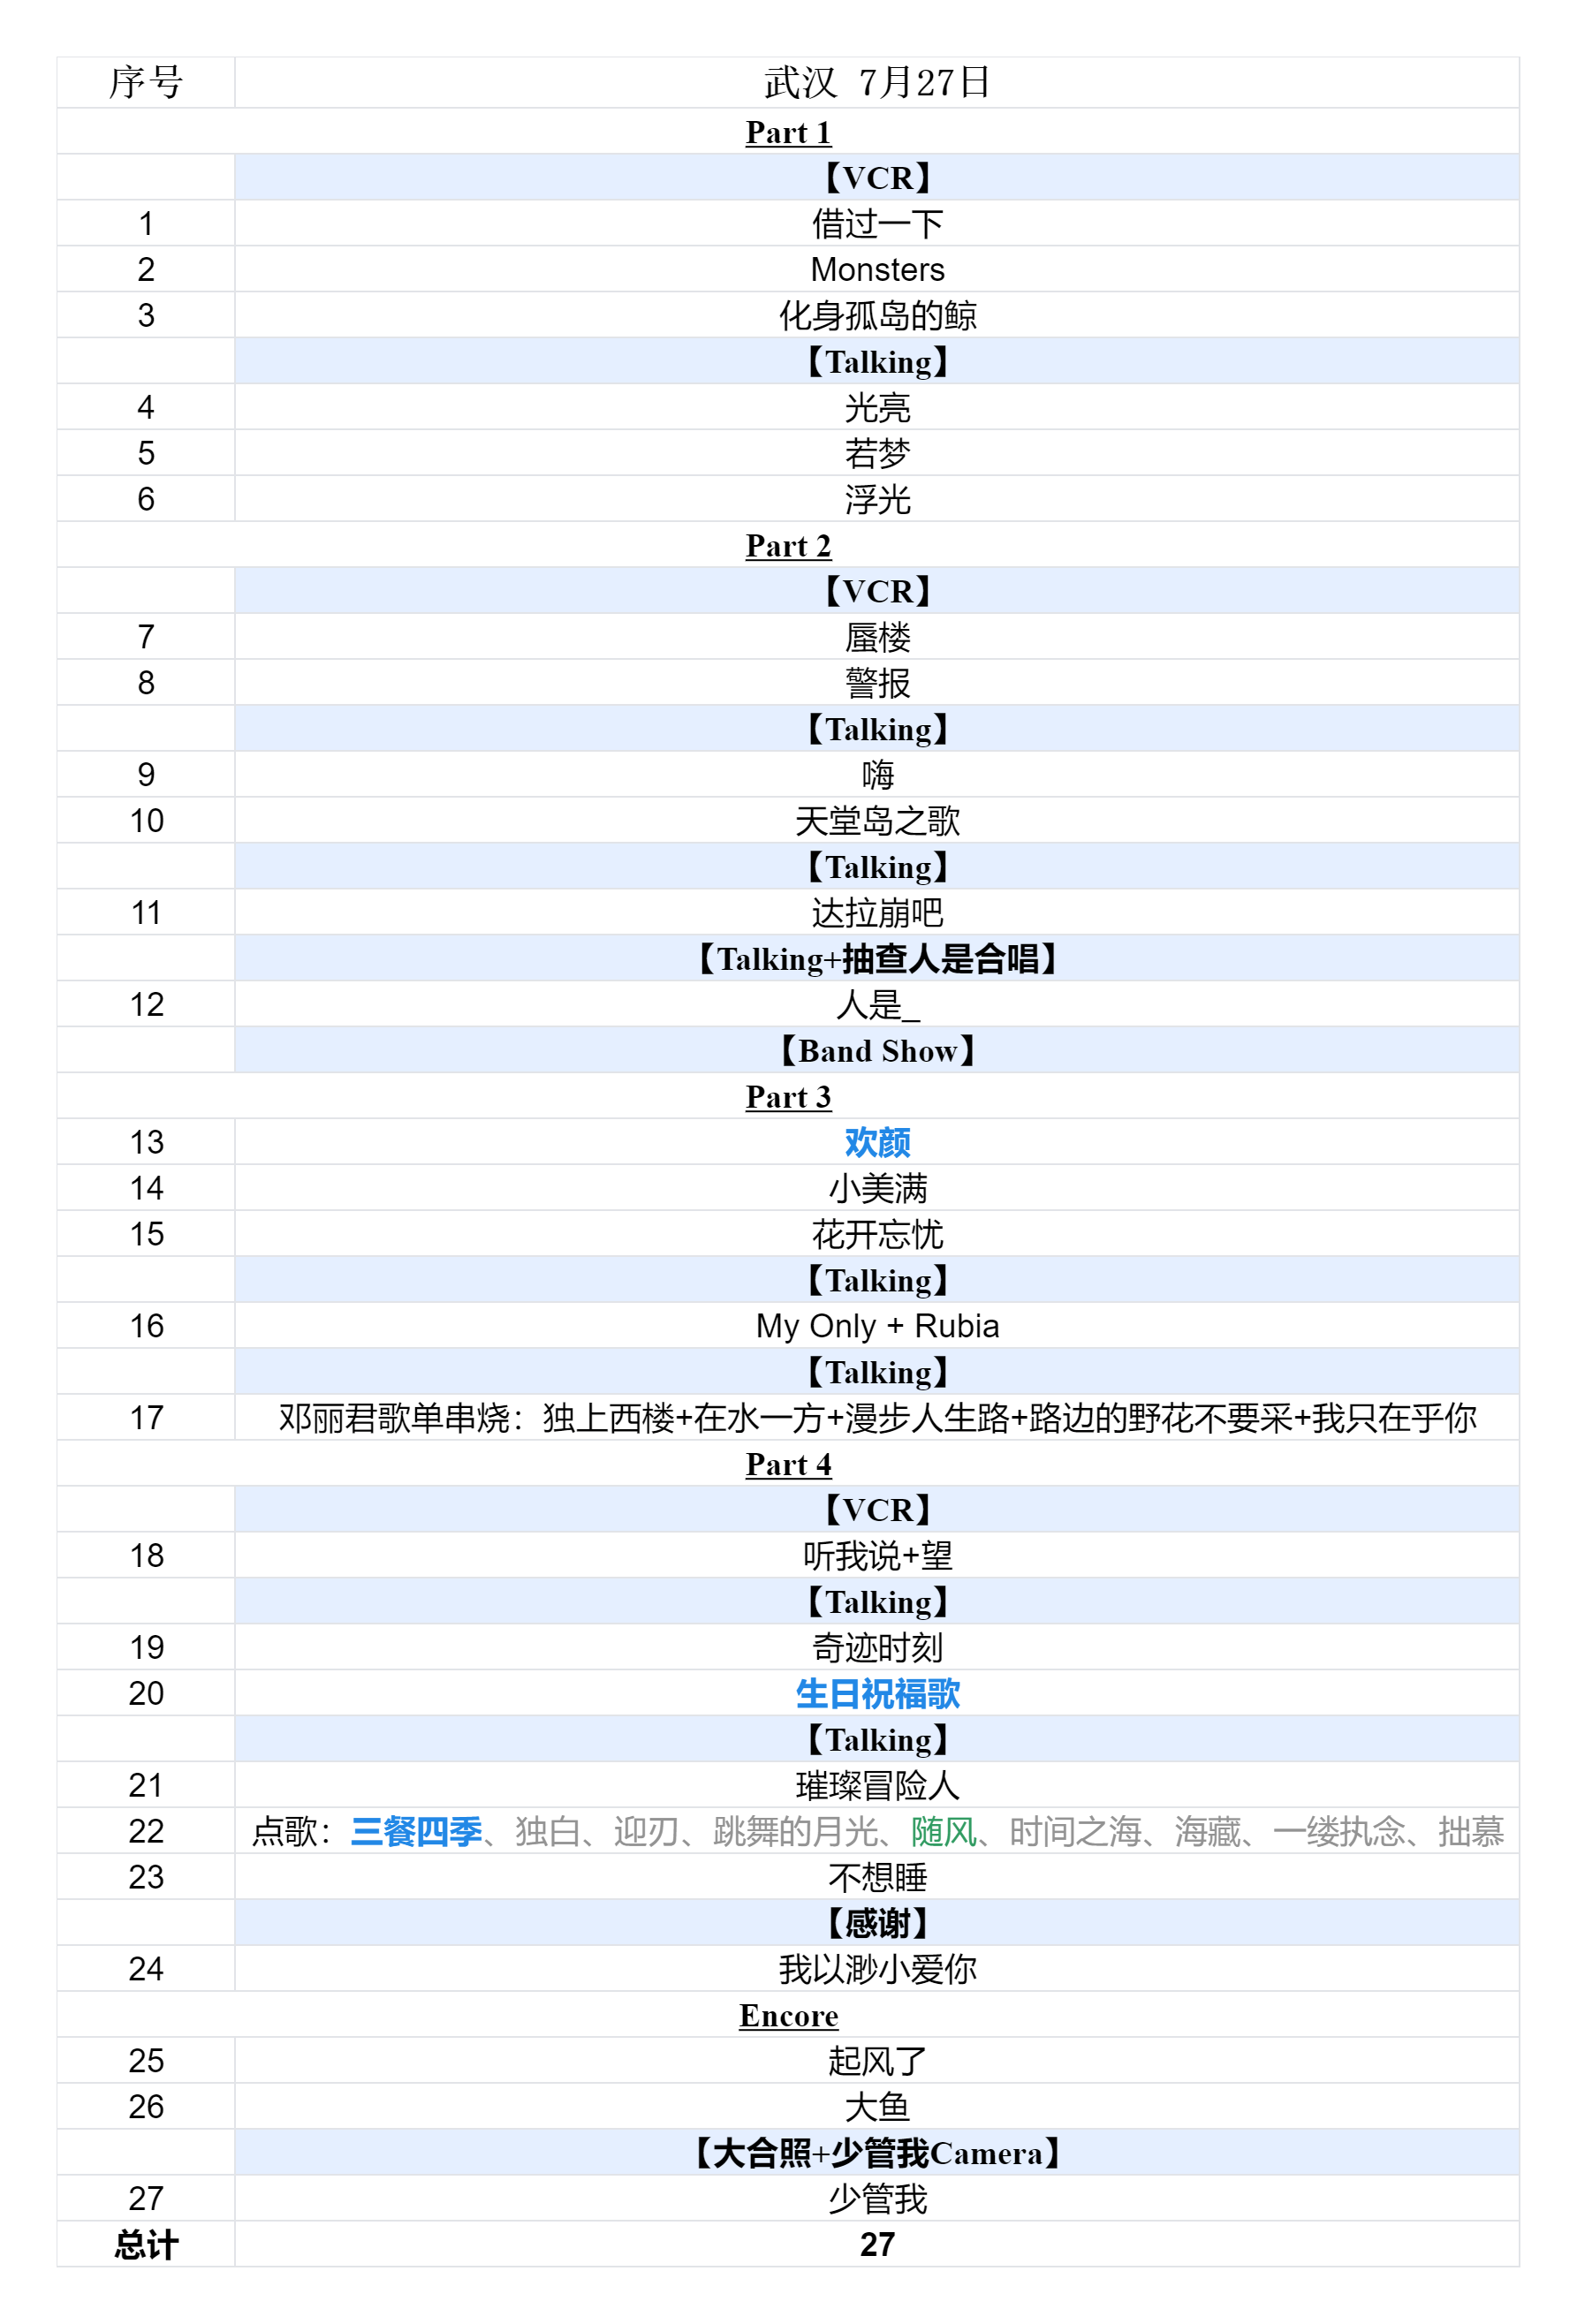 序号 武汉 7月27日
Part 1
【VCR】
1 借过一下
2 Monsters
3 化身孤岛的鲸
【Talking】
4 光亮
5 若梦
6 浮光
Part 2
【VCR】
7 蜃楼
8 警报
【Talking】
9 嗨
10 天堂岛之歌
【Talking】
11 达拉崩吧
【Talking+抽查人是合唱】
12 人是_
【Band Show】
Part 3
13 欢颜
14 小美满
15 花开忘忧
【Talking】
16 My Only + Rubia
【Talking】
17 邓丽君歌单串烧：独上西楼+在水一方+漫步人生路+路边的野花不要采+我只在乎你
Part 4
【VCR】
18 听我说+望
【Talking】
19 奇迹时刻
20 生日祝福歌
【Talking】
21 璀璨冒险人
22 点歌：三餐四季、独白、迎刃、跳舞的月光、随风、时间之海、海藏、一缕执念、拙慕
23 不想睡
【感谢】
24 我以渺小爱你
Encore
25 起风了
26 大鱼
【大合照+少管我Camera】
27 少管我
总计 27